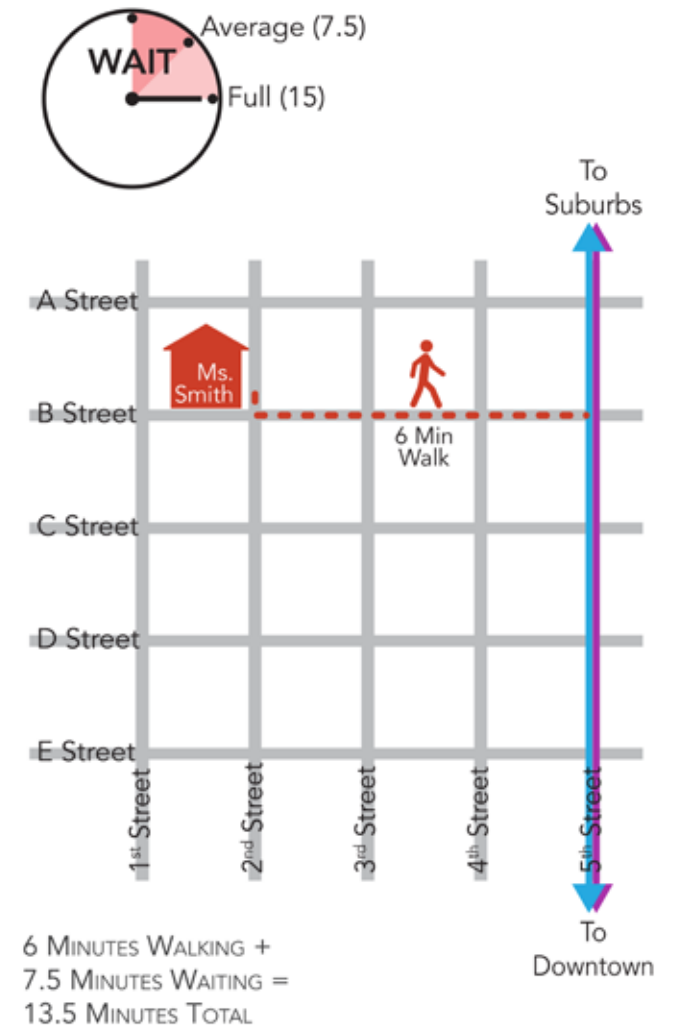 WAIT
Average (7.5)
Full (15)
To
Suburbs
A Street
Ms.
Smith
B Street
6 Min
Walk
C Street
D Street
E Street
1st Street
2nd Street
3rd Street
4th Street
5th Street
To
Downtown
6 MINUTES WALKING +
7.5 MINUTES WAITING =
13.5 MINUTES TOTAL